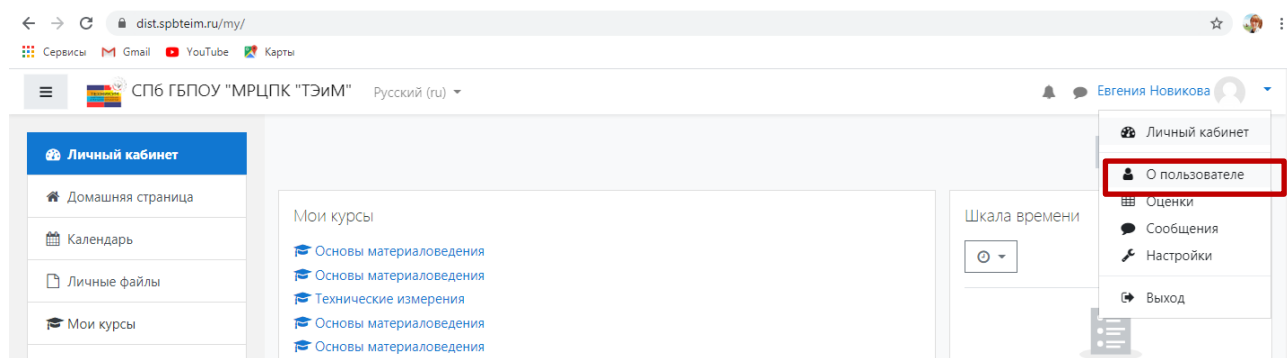 dist.spbteim.ru/my/
Сервисы Gmail YouTube Карты
СПб ГБПОУ "МРЦПК "ТЭиМ" Русский (ru) Евгения Новикова
Личный кабинет
Домашняя страница
Календарь
Личные файлы
Мои курсы
Мои курсы
Основы материаловедения
Основы материаловедения
Технические измерения
Основы материаловедения
Основы материаловедения
Шкала времени
Личный кабинет
О пользователе
Оценки
Сообщения
Настройки
Выход